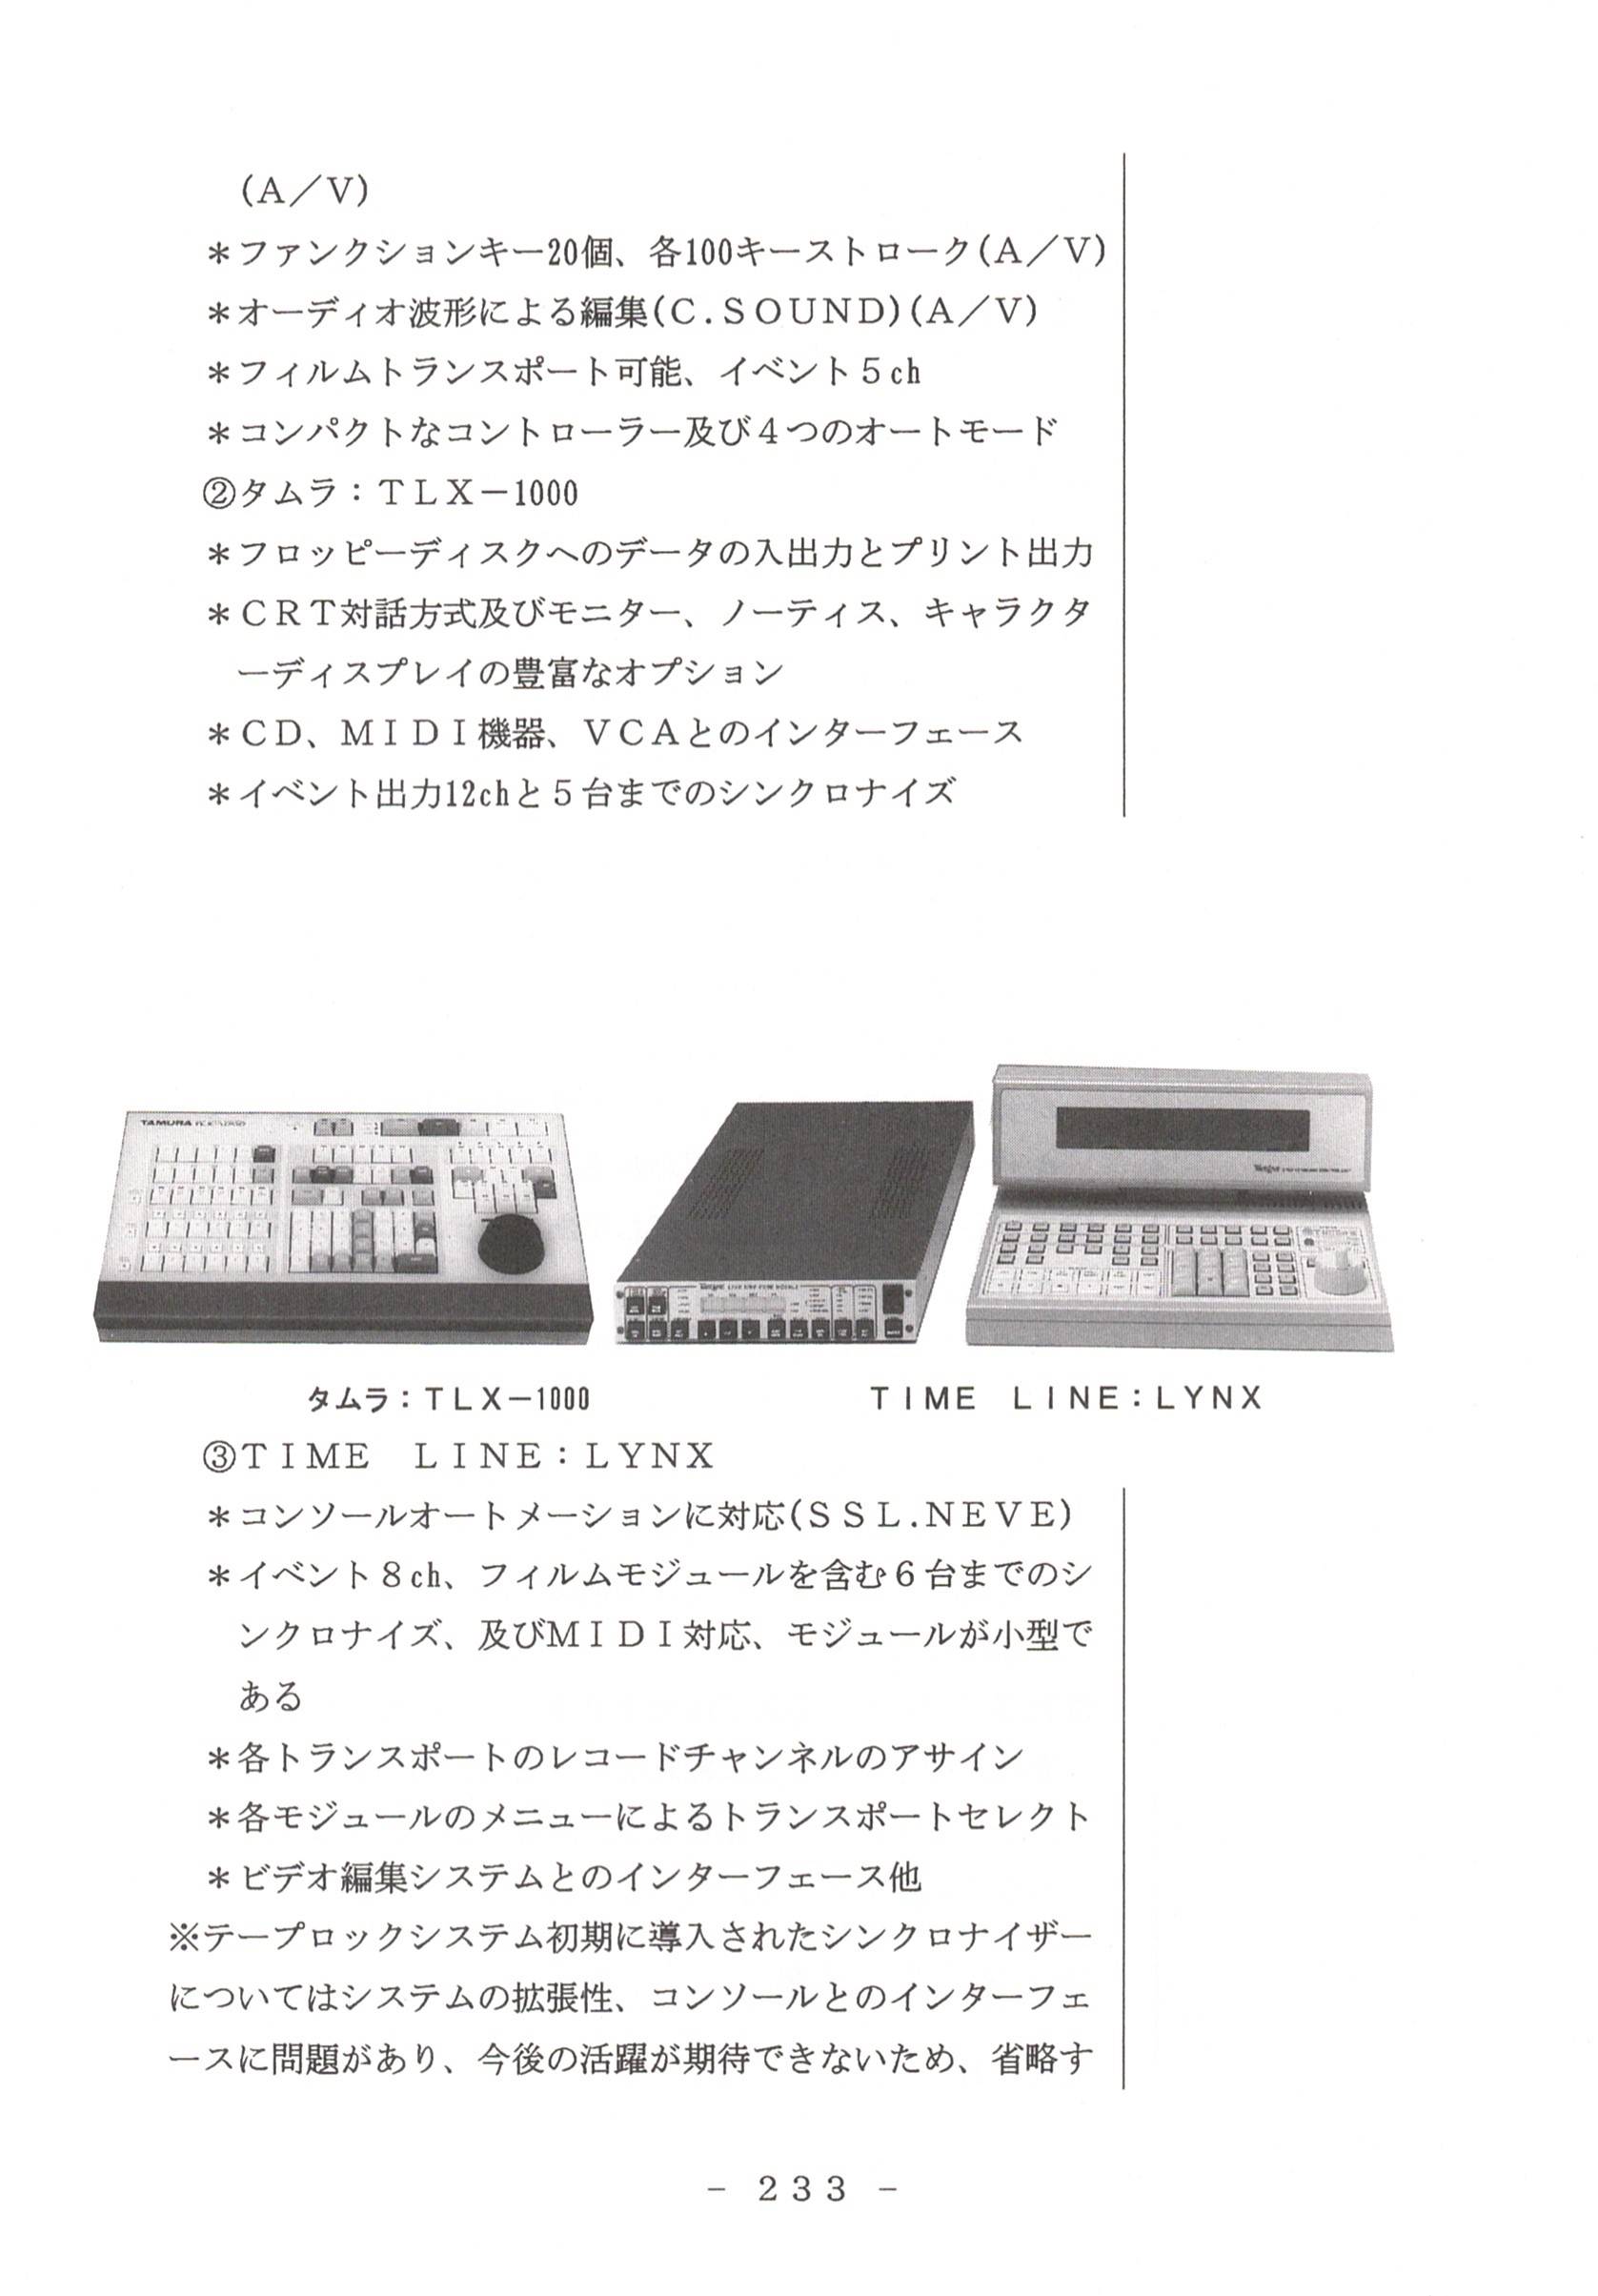 (A／V)
＊ファンクションキー20個、各100キーストローク(A／V)
＊オーディオ波形による編集(C.SOUND)(A／V)
＊フィルムトランスポート可能、イベント5ch
＊コンパクトなコントローラー及び4つのオートモード
②タムラ：TLX－1000
＊フロッピーディスクへのデータの入出力とプリント出力
＊CRT対話方式及びモニター、ノーティス、キャラクタ
ーディスプレイの豊富なオプション
＊CD、MIDI機器、VCAとのインターフェース
＊イベント出力12chと5台までのシンクロナイズ
TAMURA
タムラ：TLX－1000
TIME LINE：LYNX
③TIME LINE：LYNX
＊コンソールオートメーションに対応(SSL.NEVE)
＊イベント8ch、フィルムモジュールを含む6台までのシ
ンクロナイズ、及びMIDI対応、モジュールが小型で
ある
＊各トランスポートのレコードチャンネルのアサイン
＊各モジュールのメニューによるトランスポートセレクト
＊ビデオ編集システムとのインターフェース他
※テープロックシステム初期に導入されたシンクロナイザー
についてはシステムの拡張性、コンソールとのインターフェ
ースに問題があり、今後の活躍が期待できないため、省略す
－ 233 －